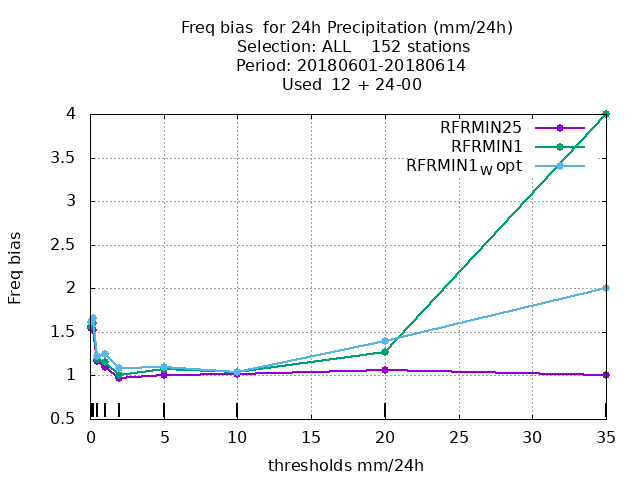 Freq bias  for 24h Precipitation (mm/24h)
Selection: ALL    152 stations
Period: 20180601-20180614
Used  12 + 24-00
RFRMIN25
RFRMIN1
RFRMIN1W opt
4
3.5
3
2.5
2
1.5
1
0.5
Freq bias
0 5 10 15 20 25 30 35
thresholds mm/24h